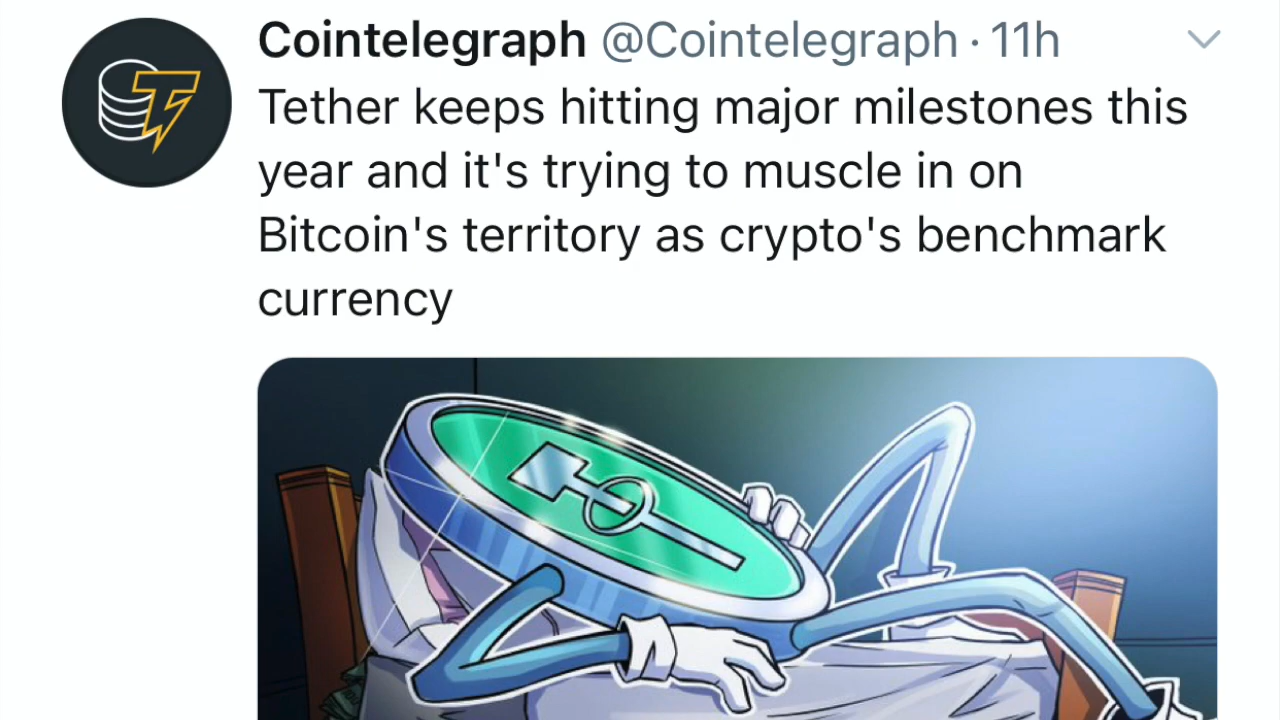 Cointelegraph @Cointelegraph · 11h
Tether keeps hitting major milestones this
year and it's trying to muscle in on
Bitcoin's territory as crypto's benchmark
currency